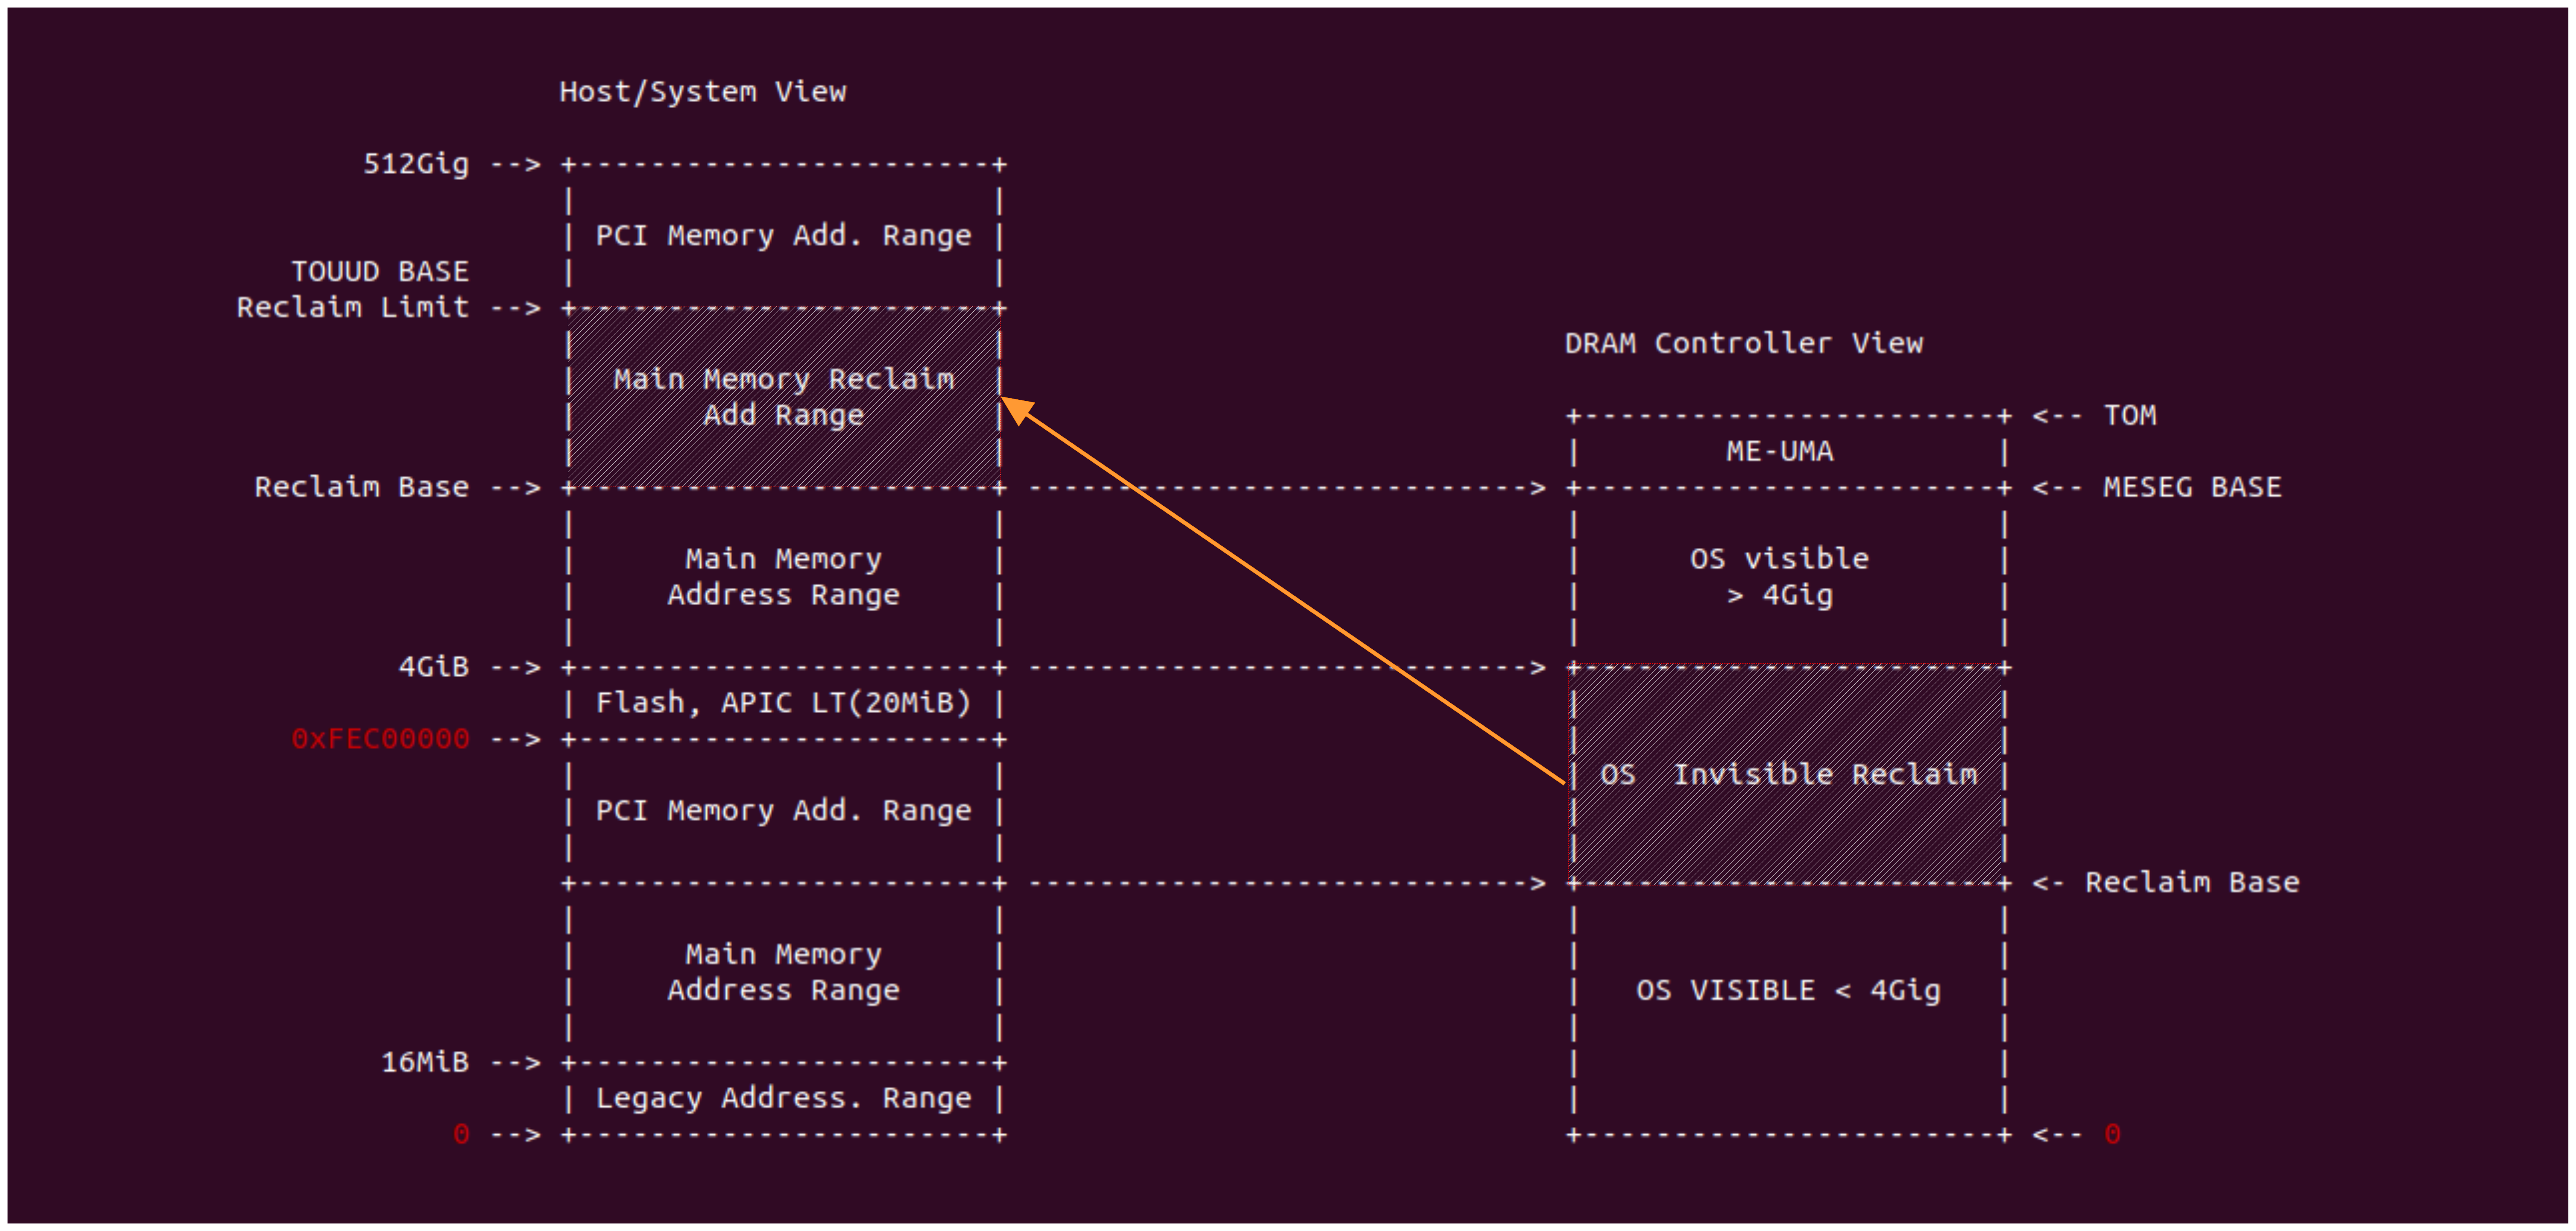 Host/System View
512Gig --> +-----------------------+
| |
| PCI Memory Add. Range |
TOUUD BASE | |
Reclaim Limit --> +-----------------------+
| | DRAM Controller View
| Main Memory Reclaim |
| Add Range | +-----------------------+ <-- TOM
| | | ME-UMA |
Reclaim Base --> +-----------------------+ ----------------------------> +-----------------------+ <-- MESEG BASE
| | | |
| Main Memory | | OS visible |
| Address Range | | > 4Gig |
| | | |
4GiB --> +-----------------------+ ----------------------------> +-----------------------+
| Flash, APIC LT(20MiB) | | |
0xFEC00000 --> +-----------------------+ | |
| | | OS Invisible Reclaim |
| PCI Memory Add. Range | | |
| | | |
+-----------------------+ ----------------------------> +-----------------------+ <- Reclaim Base
| | | |
| Main Memory | | |
| Address Range | | OS VISIBLE < 4Gig |
| | | |
16MiB --> +-----------------------+ | |
| Legacy Address. Range | | |
0 --> +-----------------------+ +-----------------------+ <-- 0